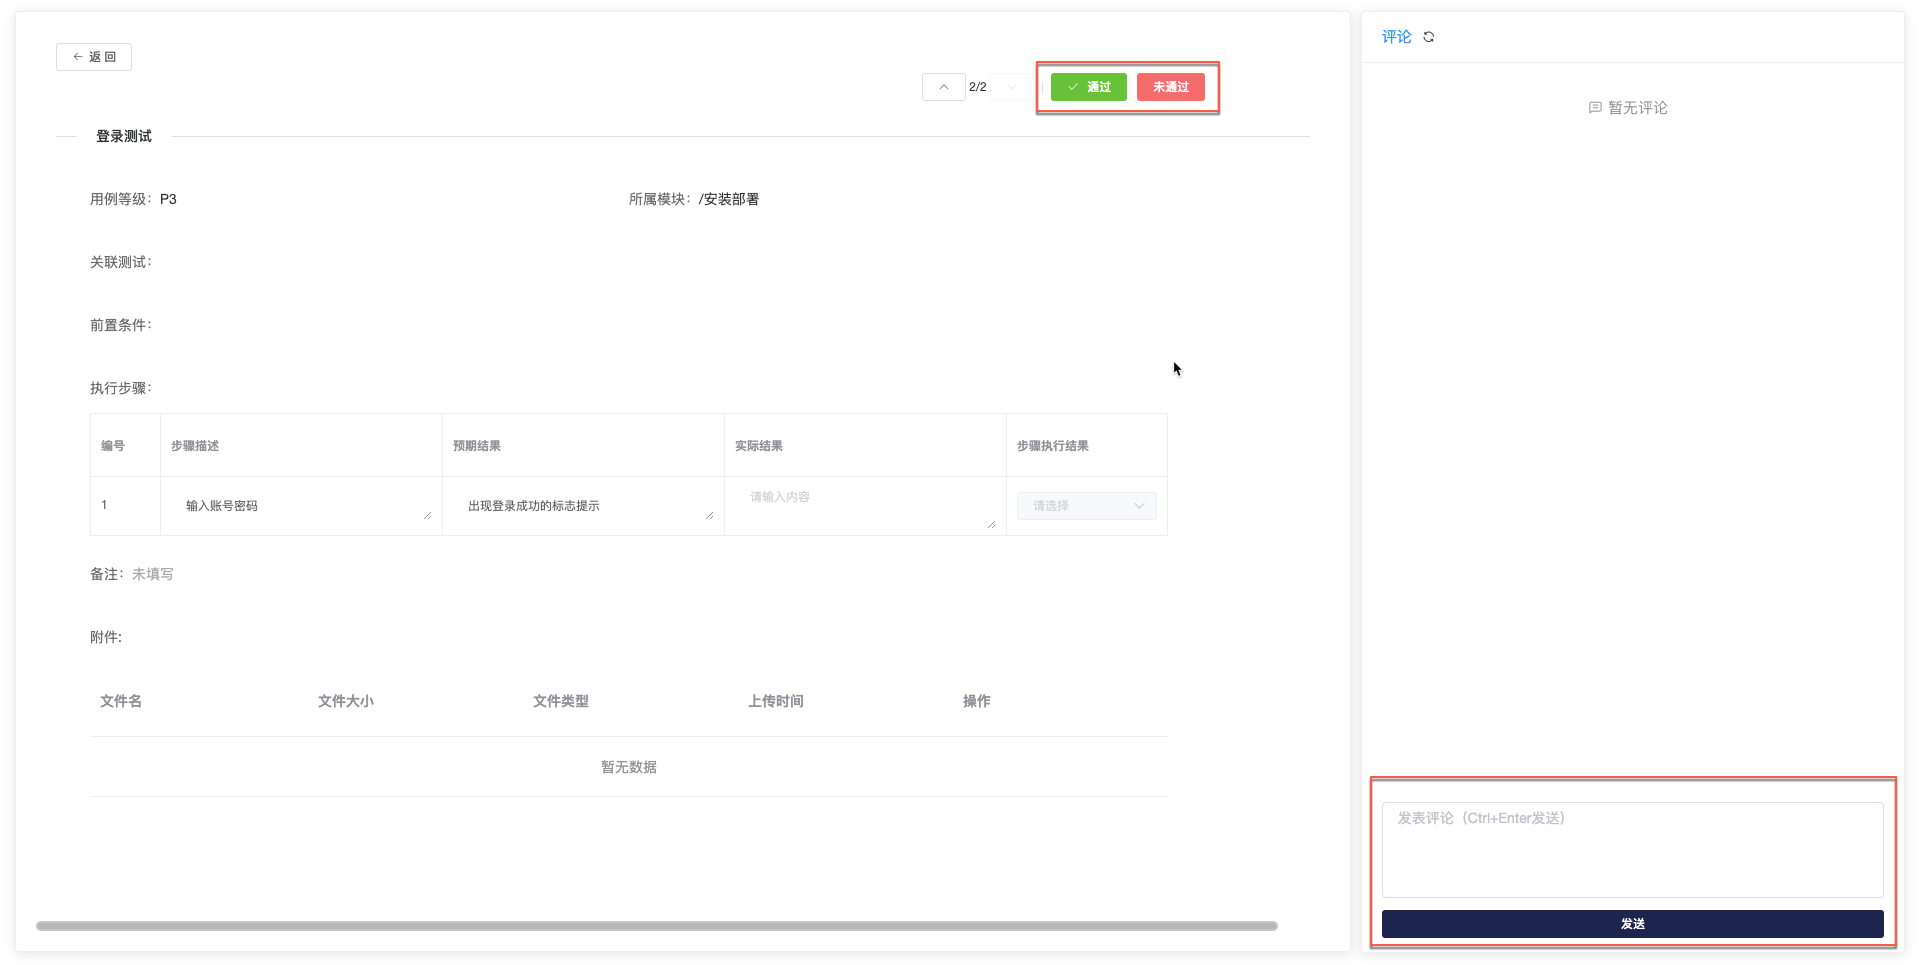 返 回
2/2
通过
未通过
登录测试
用例等级：P3
所属模块：/安装部署
关联测试：
前置条件：
执行步骤：
编号 步骤描述 预期结果 实际结果 步骤执行结果
1 输入账号密码 出现登录成功的标志提示 请输入内容 请选择
备注：未填写
附件:
文件名 文件大小 文件类型 上传时间 操作
暂无数据
评论
暂无评论
发表评论（Ctrl+Enter发送）
发送